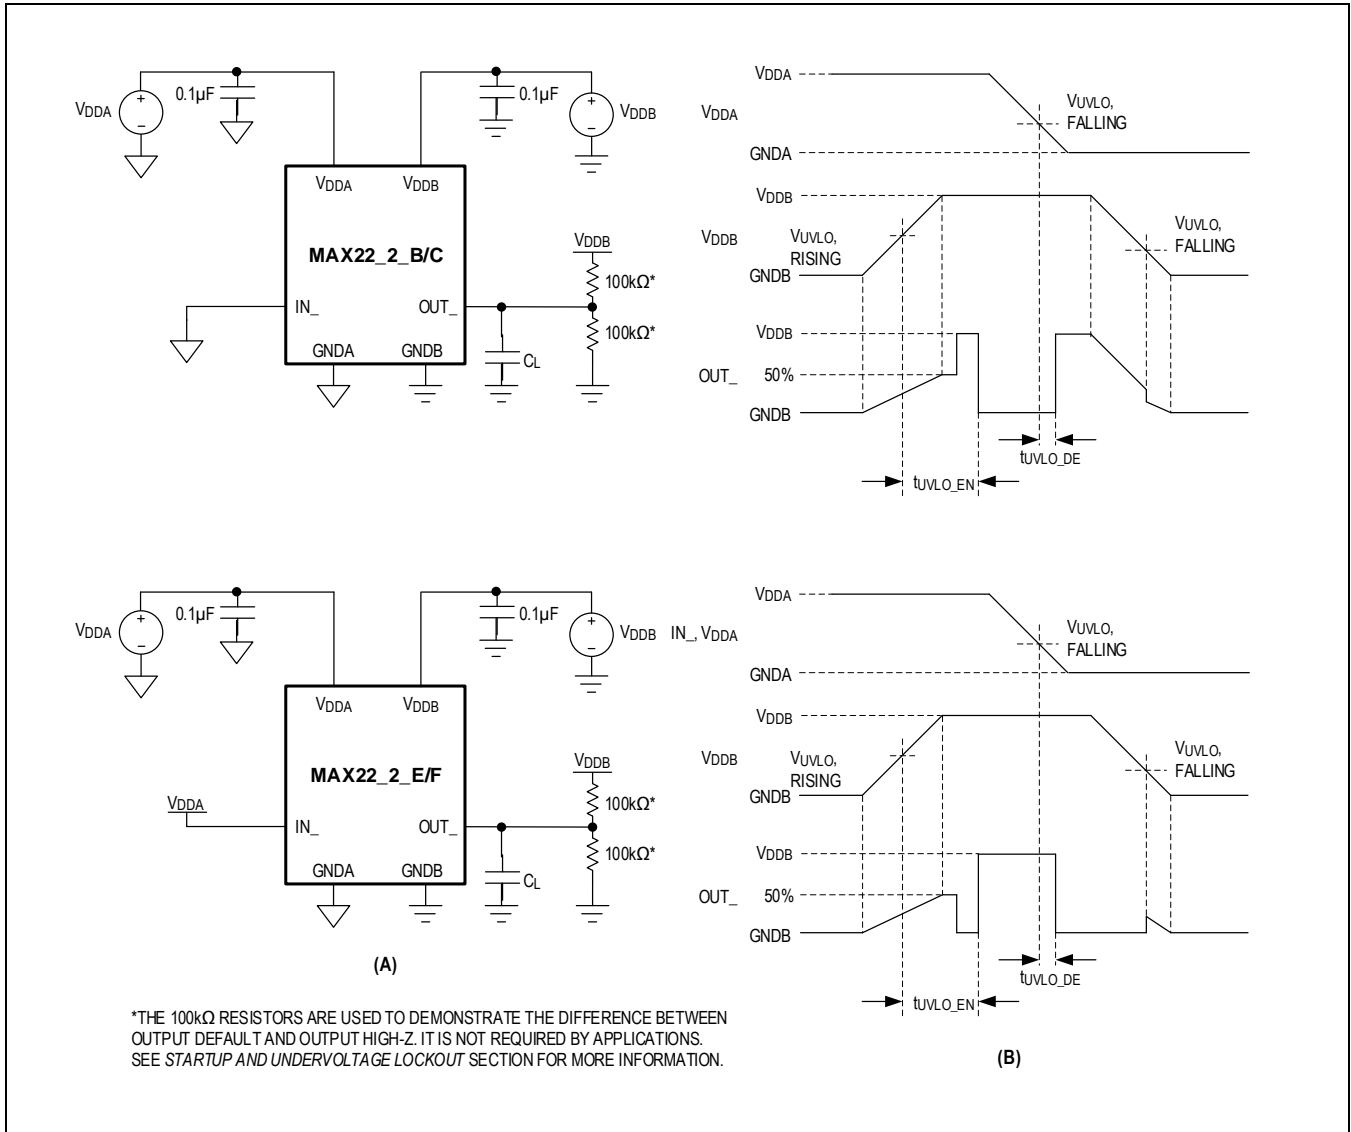 VDDA
0.1µF
0.1µF
VDDB
VDDA
VDDB
MAX22_2_B/C
IN_
OUT_
GNDA
GNDB
VDDB
100kΩ*
100kΩ*
CL
VDDA
VDDA
GNDA
VUVLO,
FALLING
VDDB
VDDB
GNDB
VUVLO,
RISING
VUVLO,
FALLING
VDDB
OUT_
50%
GNDB
tUVLO_DE
tUVLO_EN
VDDA
0.1µF
0.1µF
VDDB
VDDA
VDDB
MAX22_2_E/F
VDDA
IN_
OUT_
GNDA
GNDB
VDDB
100kΩ*
100kΩ*
CL
(A)
VDDA
IN_, VDDA
GNDA
VUVLO,
FALLING
VDDB
VDDB
GNDB
VUVLO,
RISING
VUVLO,
FALLING
VDDB
OUT_
50%
GNDB
tUVLO_DE
tUVLO_EN
(B)
*THE 100kΩ RESISTORS ARE USED TO DEMONSTRATE THE DIFFERENCE BETWEEN
OUTPUT DEFAULT AND OUTPUT HIGH-Z. IT IS NOT REQUIRED BY APPLICATIONS.
SEE STARTUP AND UNDERVOLTAGE LOCKOUT SECTION FOR MORE INFORMATION.